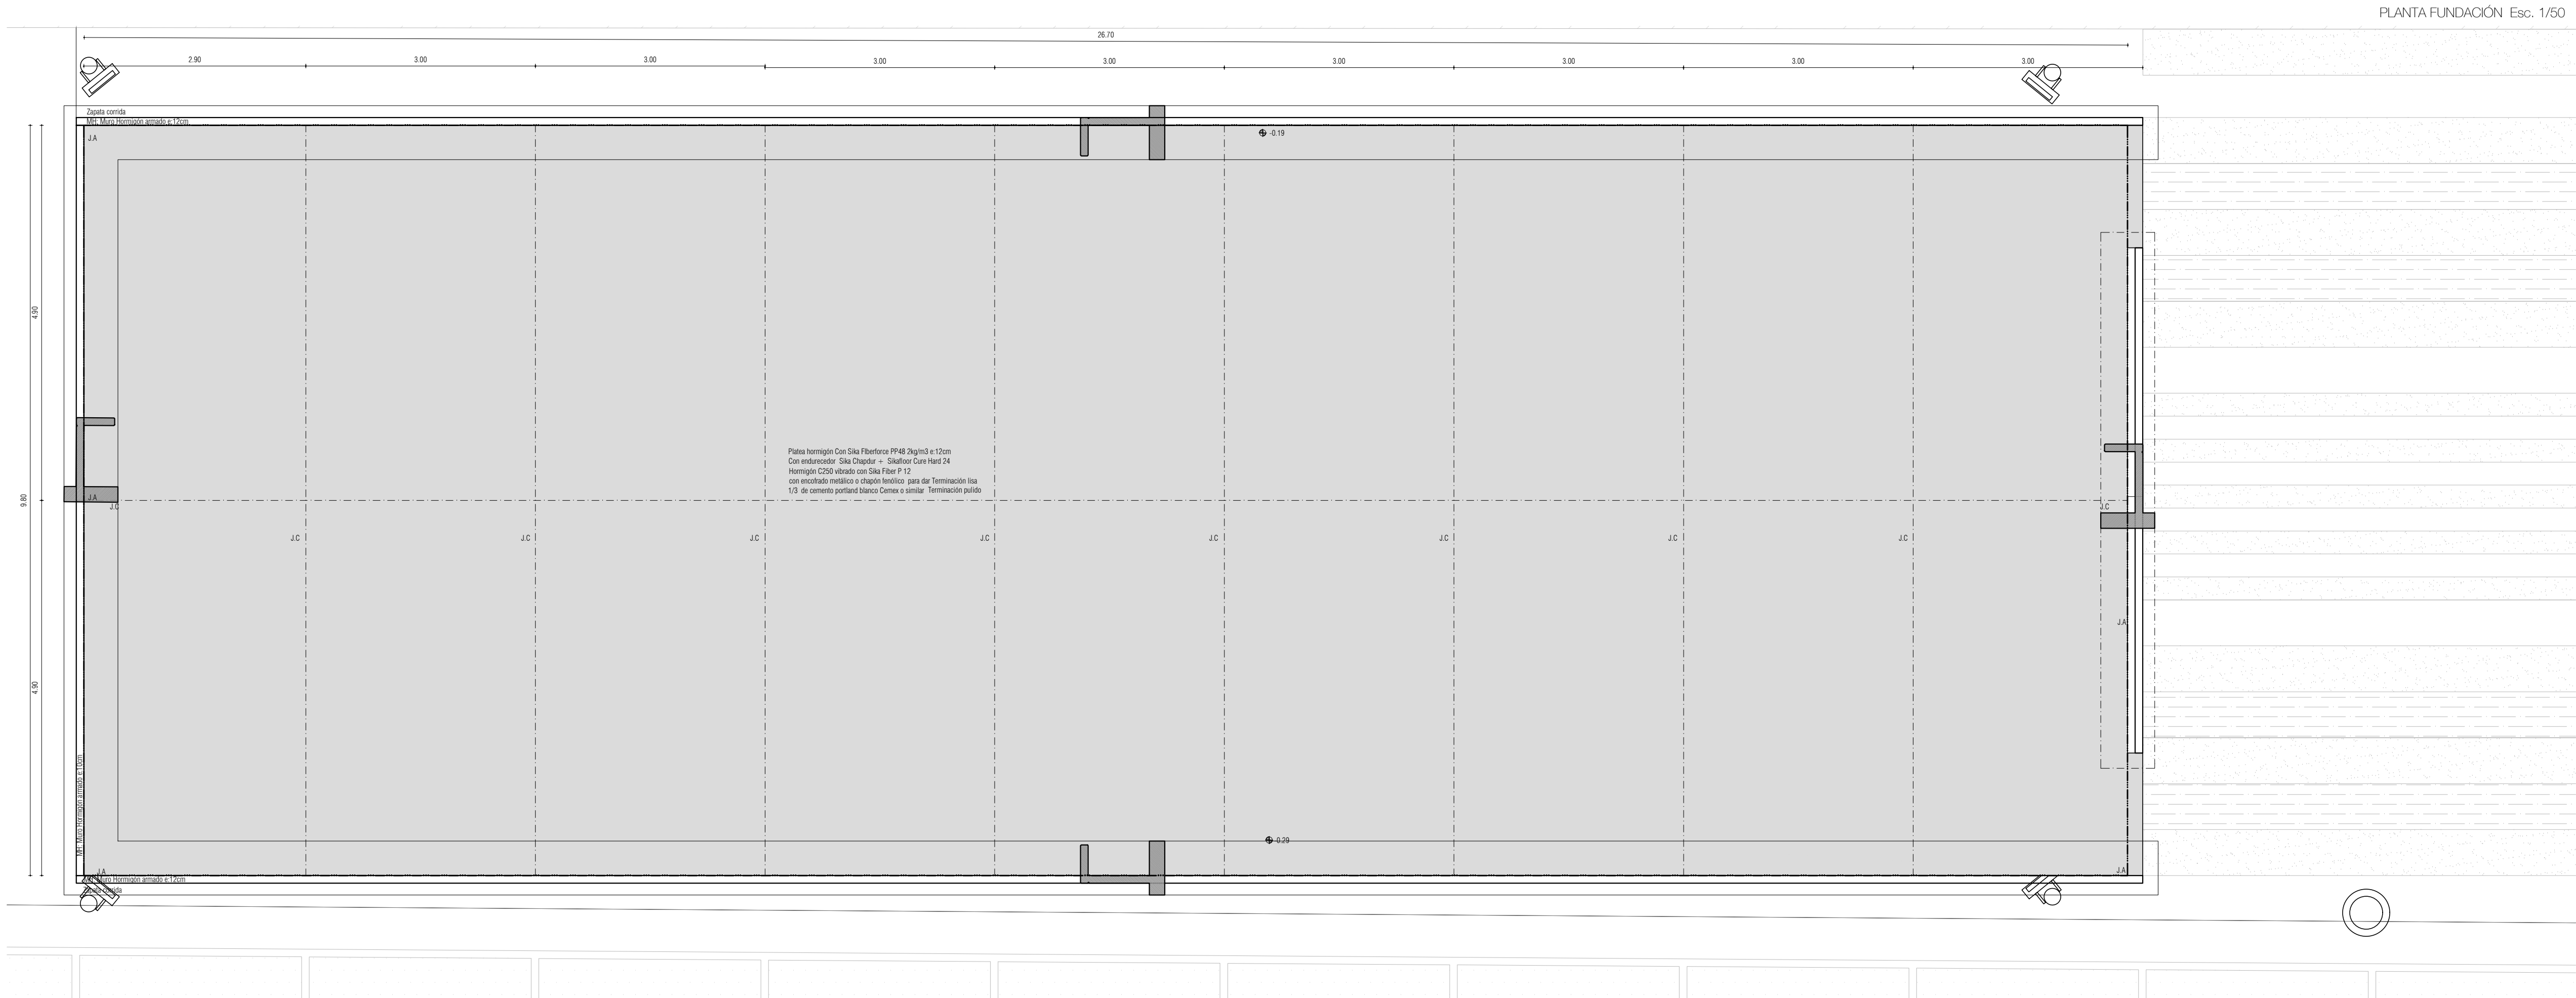 PLANTA FUNDACIÓN Esc. 1/50
26.70
2.90
3.00
3.00
3.00
3.00
3.00
3.00
3.00
3.00
Zapata corrida
MH: Muro Hormigón armado e:12cm
J.A
-0.19
4.90
9.80
4.90
Platea hormigón Con Sika FIberforce PP48 2kg/m3 e:12cm
Con endurecedor Sika Chapdur + Sikafloor Cure Hard 24
Hormigón C250 vibrado con Sika Fiber P 12
con encofrado metálico o chapón fenólico para dar Terminación lisa
1/3 de cemento portland blanco Cemex o similar Terminación pulido
J.A
J.C
J.C
J.C
J.C
J.C
J.C
J.C
J.C
J.C
J.C
J.A
MH: Muro Hormigón armado e:10cm
-0.29
J.A
J.A
MH: Muro Hormigón armado e:12cm
Zapata corrida